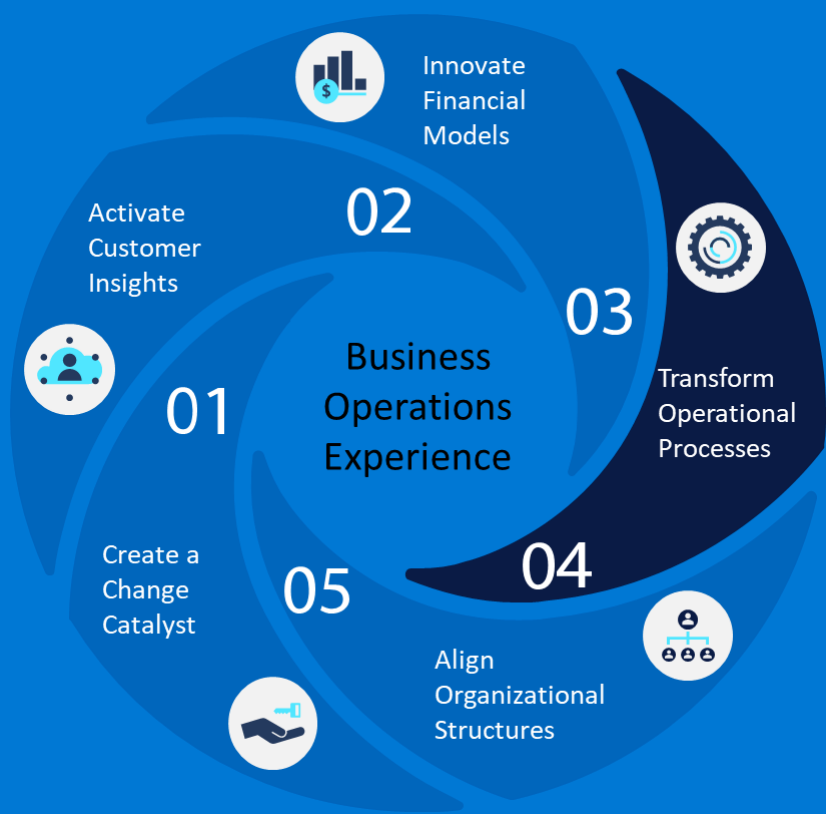 Innovate
Financial
Models
02
Activate
Customer
Insights
01
03
Transform
Operational
Processes
Business
Operations
Experience
04
Align
Organizational
Structures
05
Create a
Change
Catalyst
$